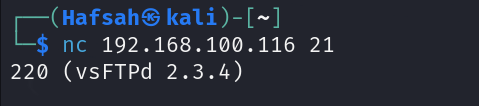 ┌──(Hafsah㉿kali)-[~]
└─$ nc 192.168.100.116 21
220 (vsFTPd 2.3.4)